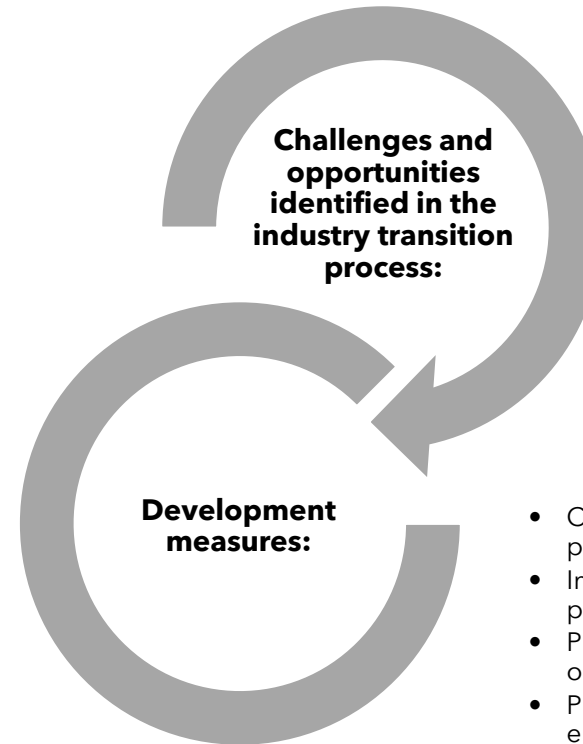 Challenges and
opportunities
identified in the
industry transition
process:
Development
measures: